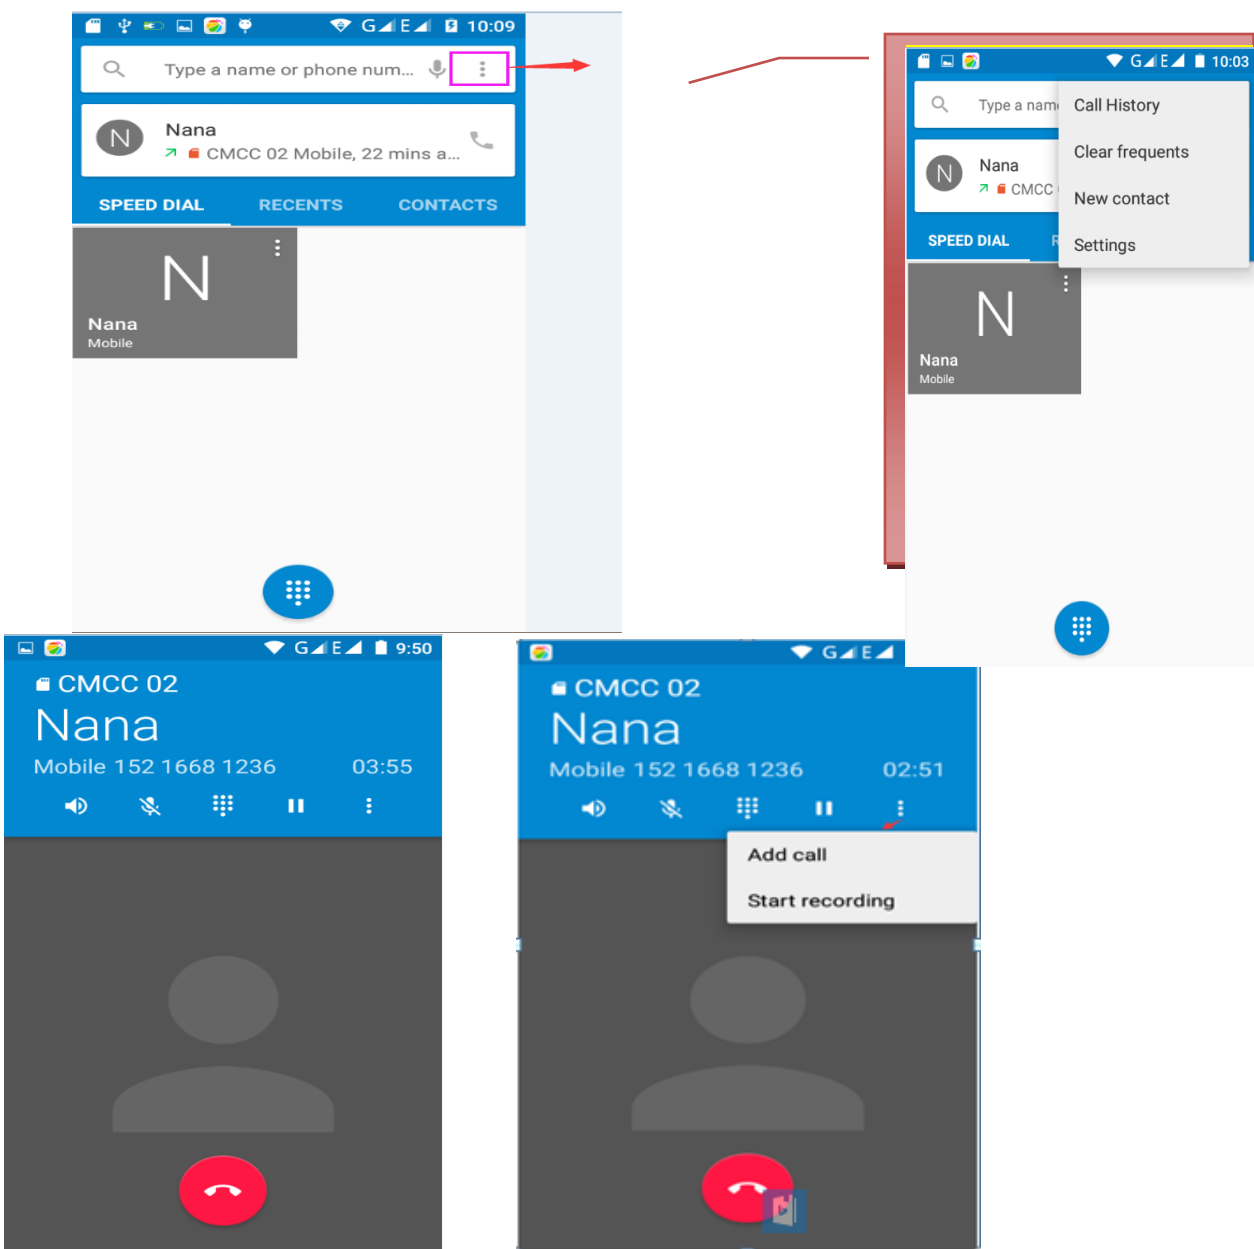 G E 10:09
Type a name or phone num...
N
Nana
CMCC 02 Mobile, 22 mins a...
SPEED DIAL RECENTS CONTACTS
N
Nana
Mobile
G E 10:03
Type a nam
Call History
Clear frequents
New contact
Settings
N
Nana
CMCC
SPEED DIAL R
N
Nana
Mobile
G E 9:50
CMCC 02
Nana
Mobile 152 1668 1236 03:55
G E
CMCC 02
Nana
Mobile 152 1668 1236 02:51
Add call
Start recording